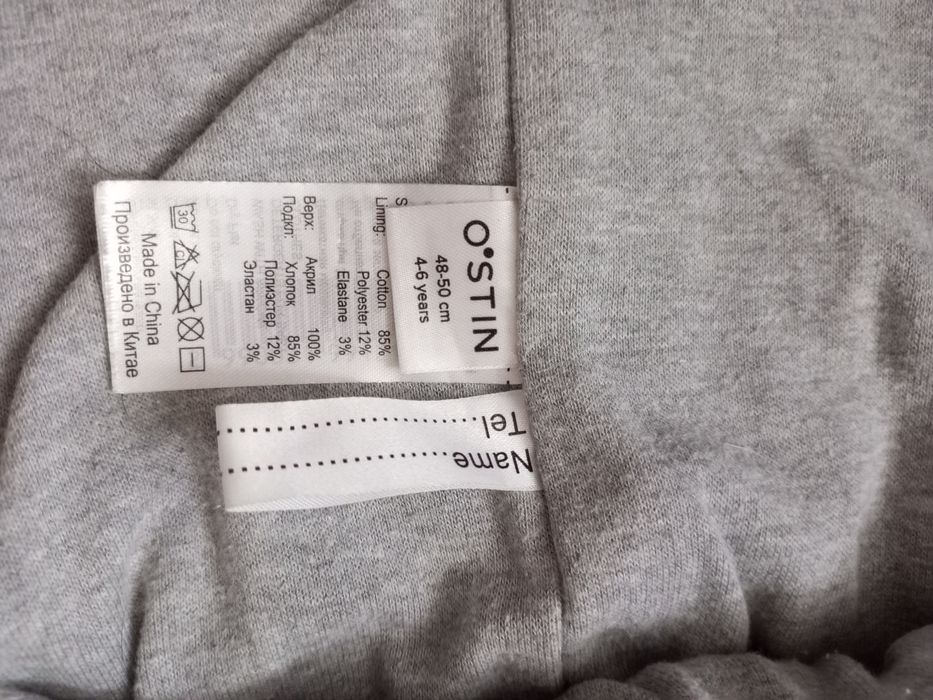 O'STIN
48-50 cm
4-6 years
S
Lining: Cotton 85%
Polyester 12%
Elastane 3%
Верх: Акрил 100%
Подкл: Хлопок 85%
Полиэстер 12%
Эластан 3%
30
Made in China
Произведено в Китае
Name........................
Tel........................